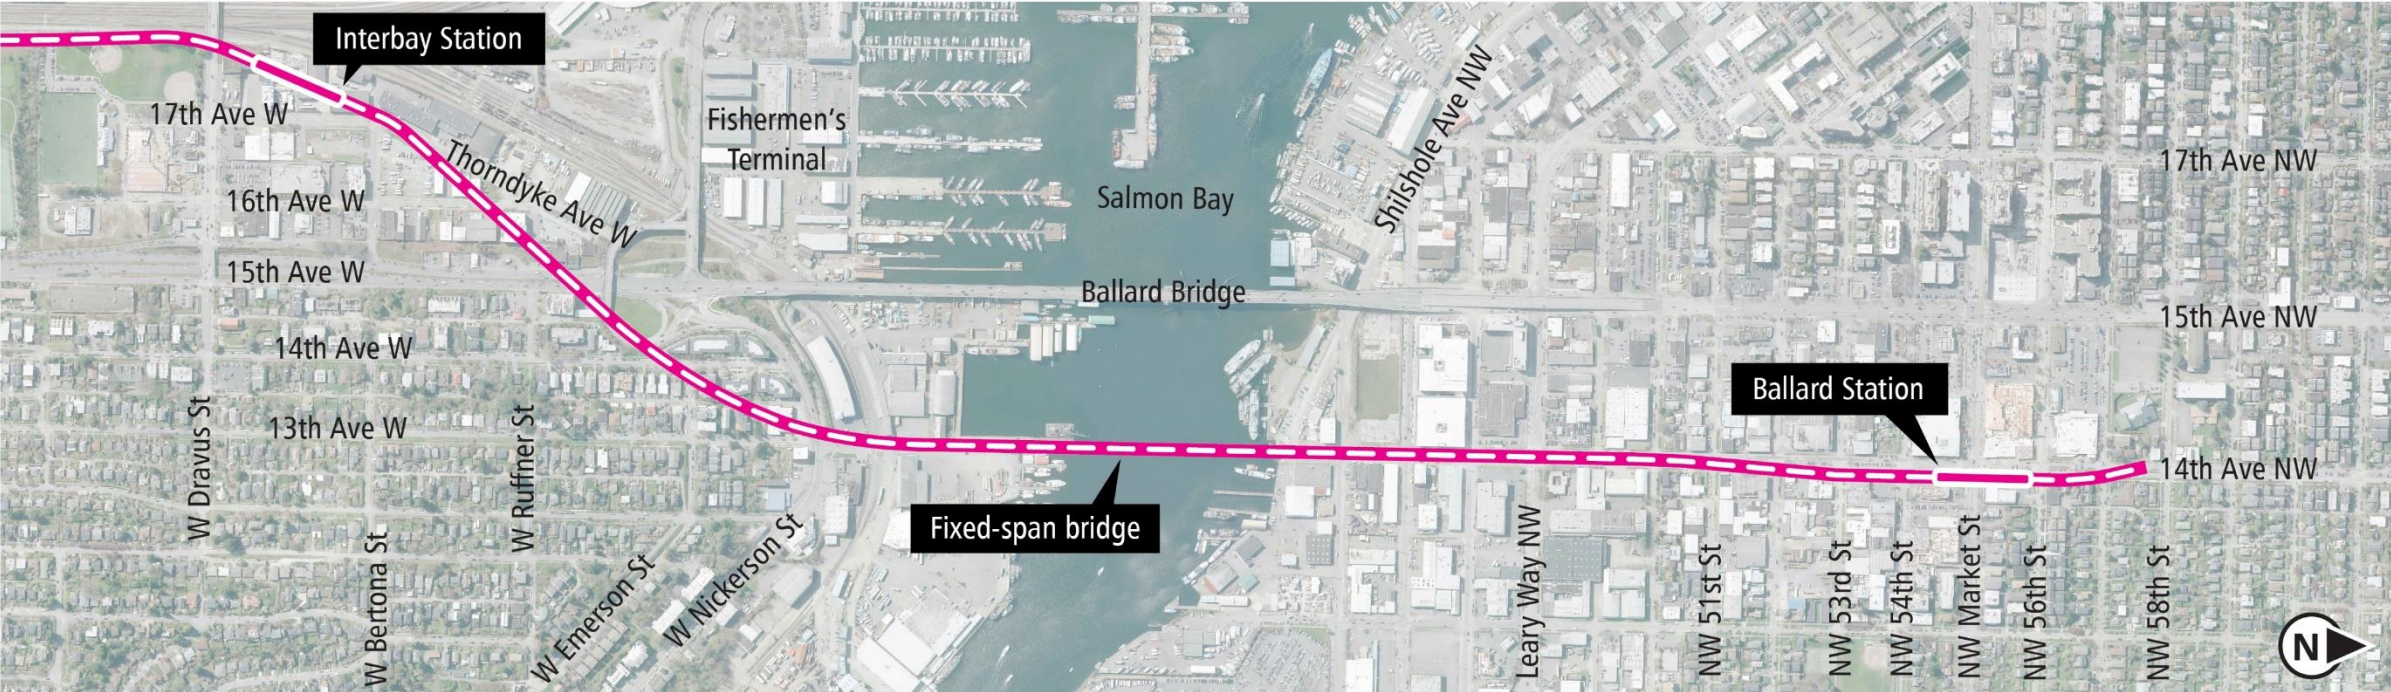 Interbay Station
17th Ave W
Thorndyke Ave W
16th Ave W
15th Ave W
14th Ave W
13th Ave W
W Dravus St
W Bertona St
W Ruffner St
W Emerson St
W Nickerson St
Fishermen's
Terminal
Salmon Bay
Ballard Bridge
Fixed-span bridge
Shilshole Ave NW
Leary Way NW
Ballard Station
NW 51st St
NW 53rd St
NW 54th St
NW Market St
NW 56th St
NW 58th St
17th Ave NW
15th Ave NW
14th Ave NW
N